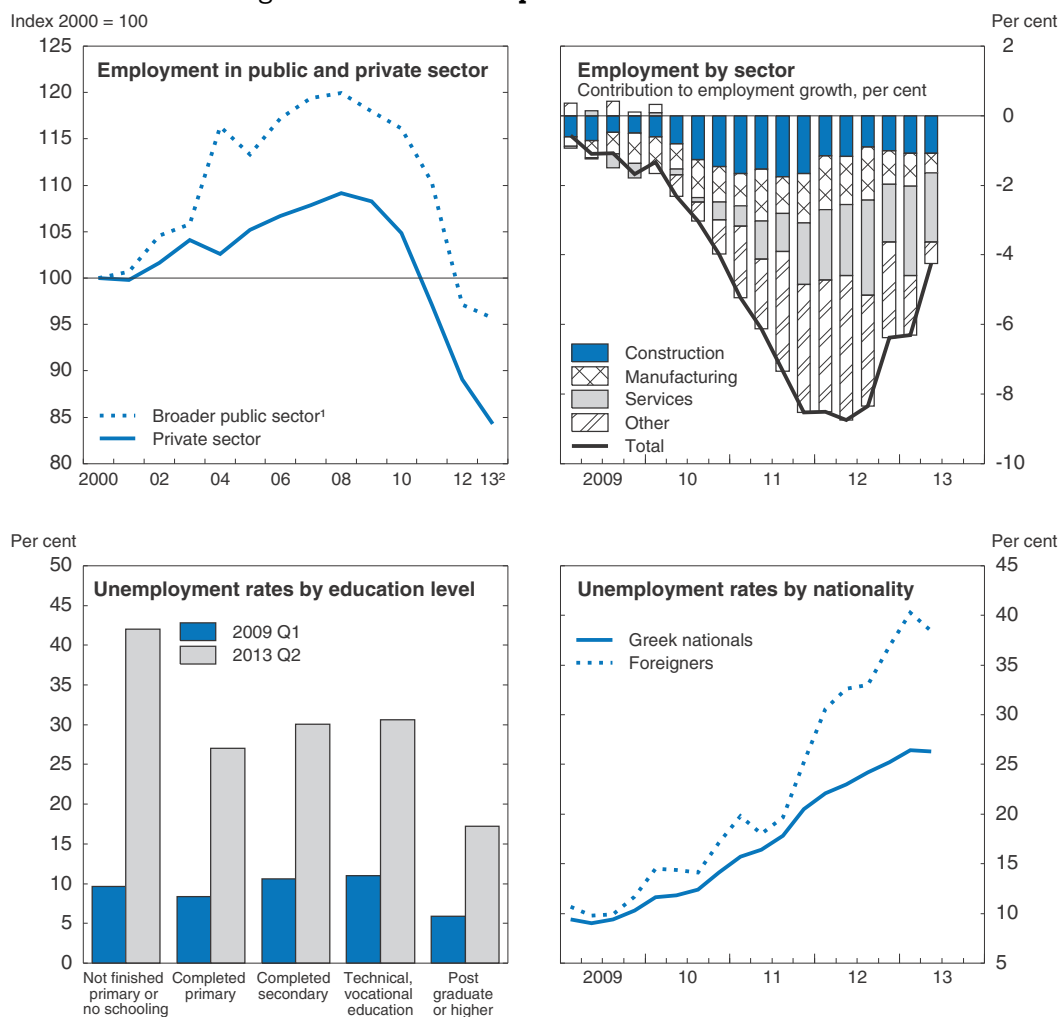 Index 2000 = 100
Per cent
Employment in public and private sector
125
120
115
110
105
100
95
90
85
80
Broader public sector¹
Private sector
2000 02 04 06 08 10 12 13²
Employment by sector
Contribution to employment growth, per cent
2
0
-2
-4
-6
-8
-10
Construction
Manufacturing
Services
Other
Total
2009 10 11 12 13
Per cent
Per cent
Unemployment rates by education level
50
45
40
35
30
25
20
15
10
5
0
2009 Q1
2013 Q2
Not finished primary or no schooling
Completed primary
Completed secondary
Technical, vocational education
Post graduate or higher
Unemployment rates by nationality
45
40
35
30
25
20
15
10
5
Greek nationals
Foreigners
2009 10 11 12 13